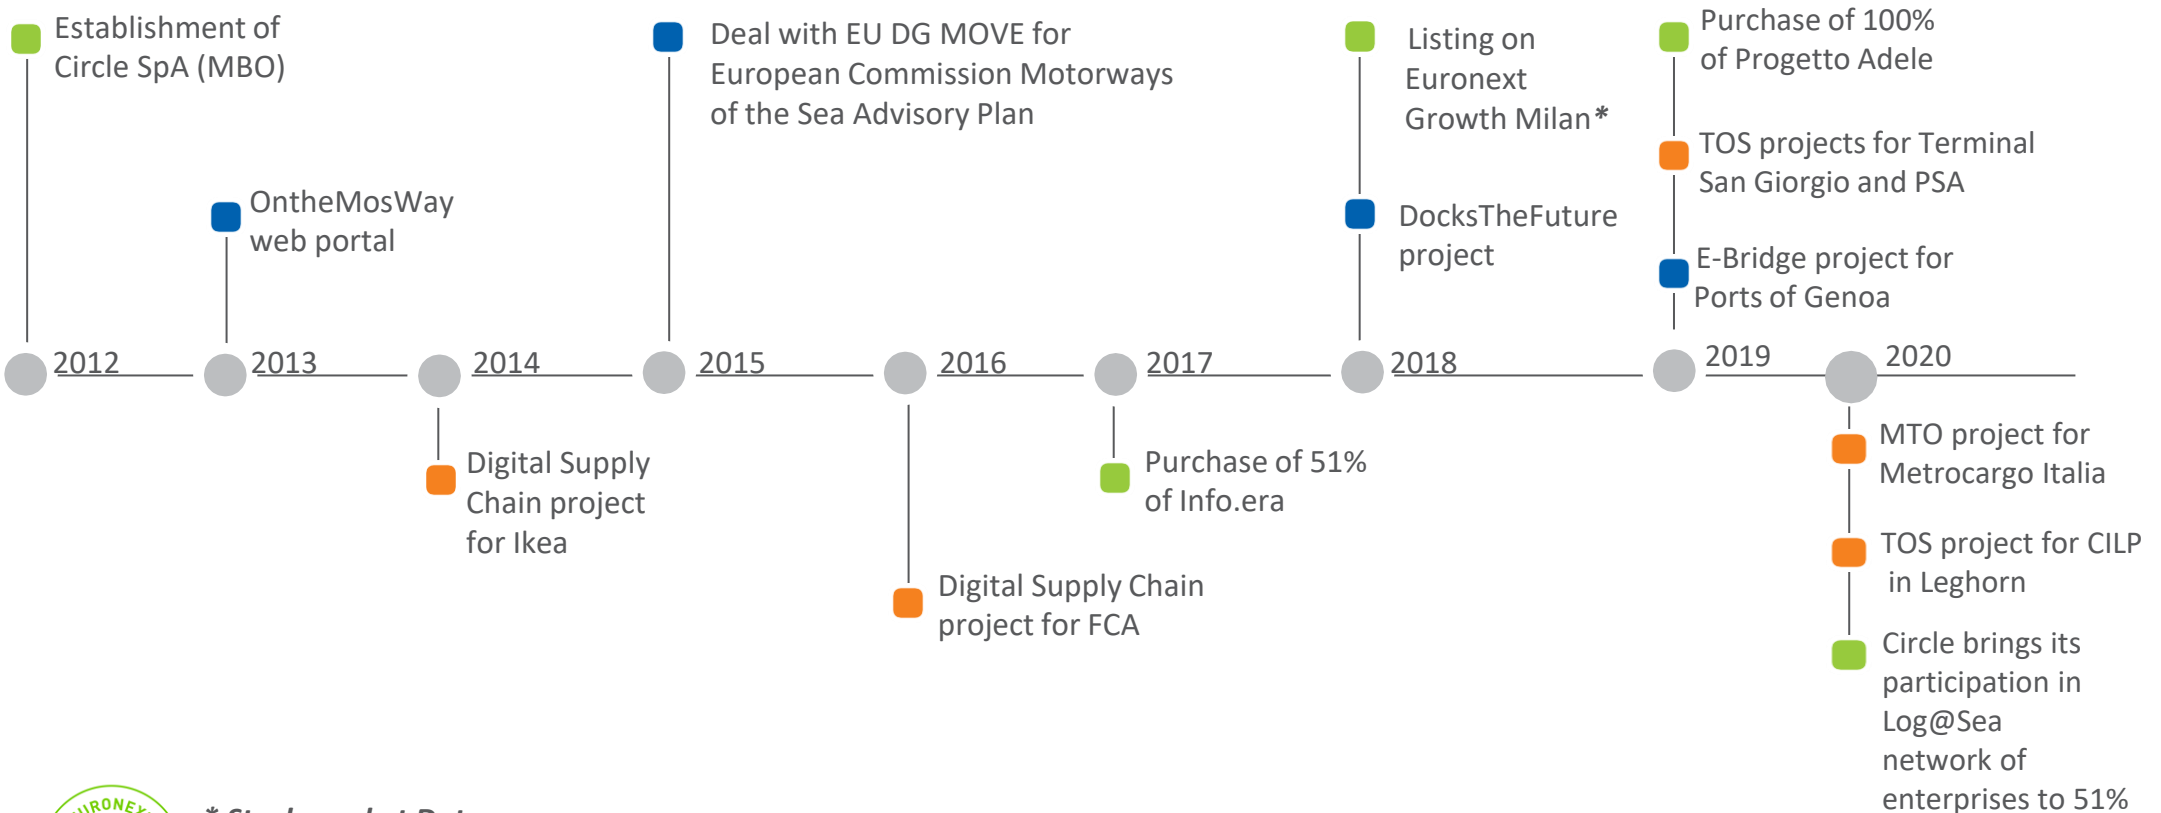 Establishment of
Circle SpA (MBO)
OntheMosWay
web portal
Deal with EU DG MOVE for
European Commission Motorways
of the Sea Advisory Plan
Listing on
Euronext
Growth Milan*
DocksTheFuture
project
Purchase of 100%
of Progetto Adele
TOS projects for Terminal
San Giorgio and PSA
E-Bridge project for
Ports of Genoa
2012
2013
2014
2015
2016
2017
2018
2019
2020
Digital Supply
Chain project
for Ikea
Digital Supply Chain
project for FCA
Purchase of 51%
of Info.era
MTO project for
Metrocargo Italia
TOS project for CILP
in Leghorn
Circle brings its
participation in
Log@Sea
network of
enterprises to 51%